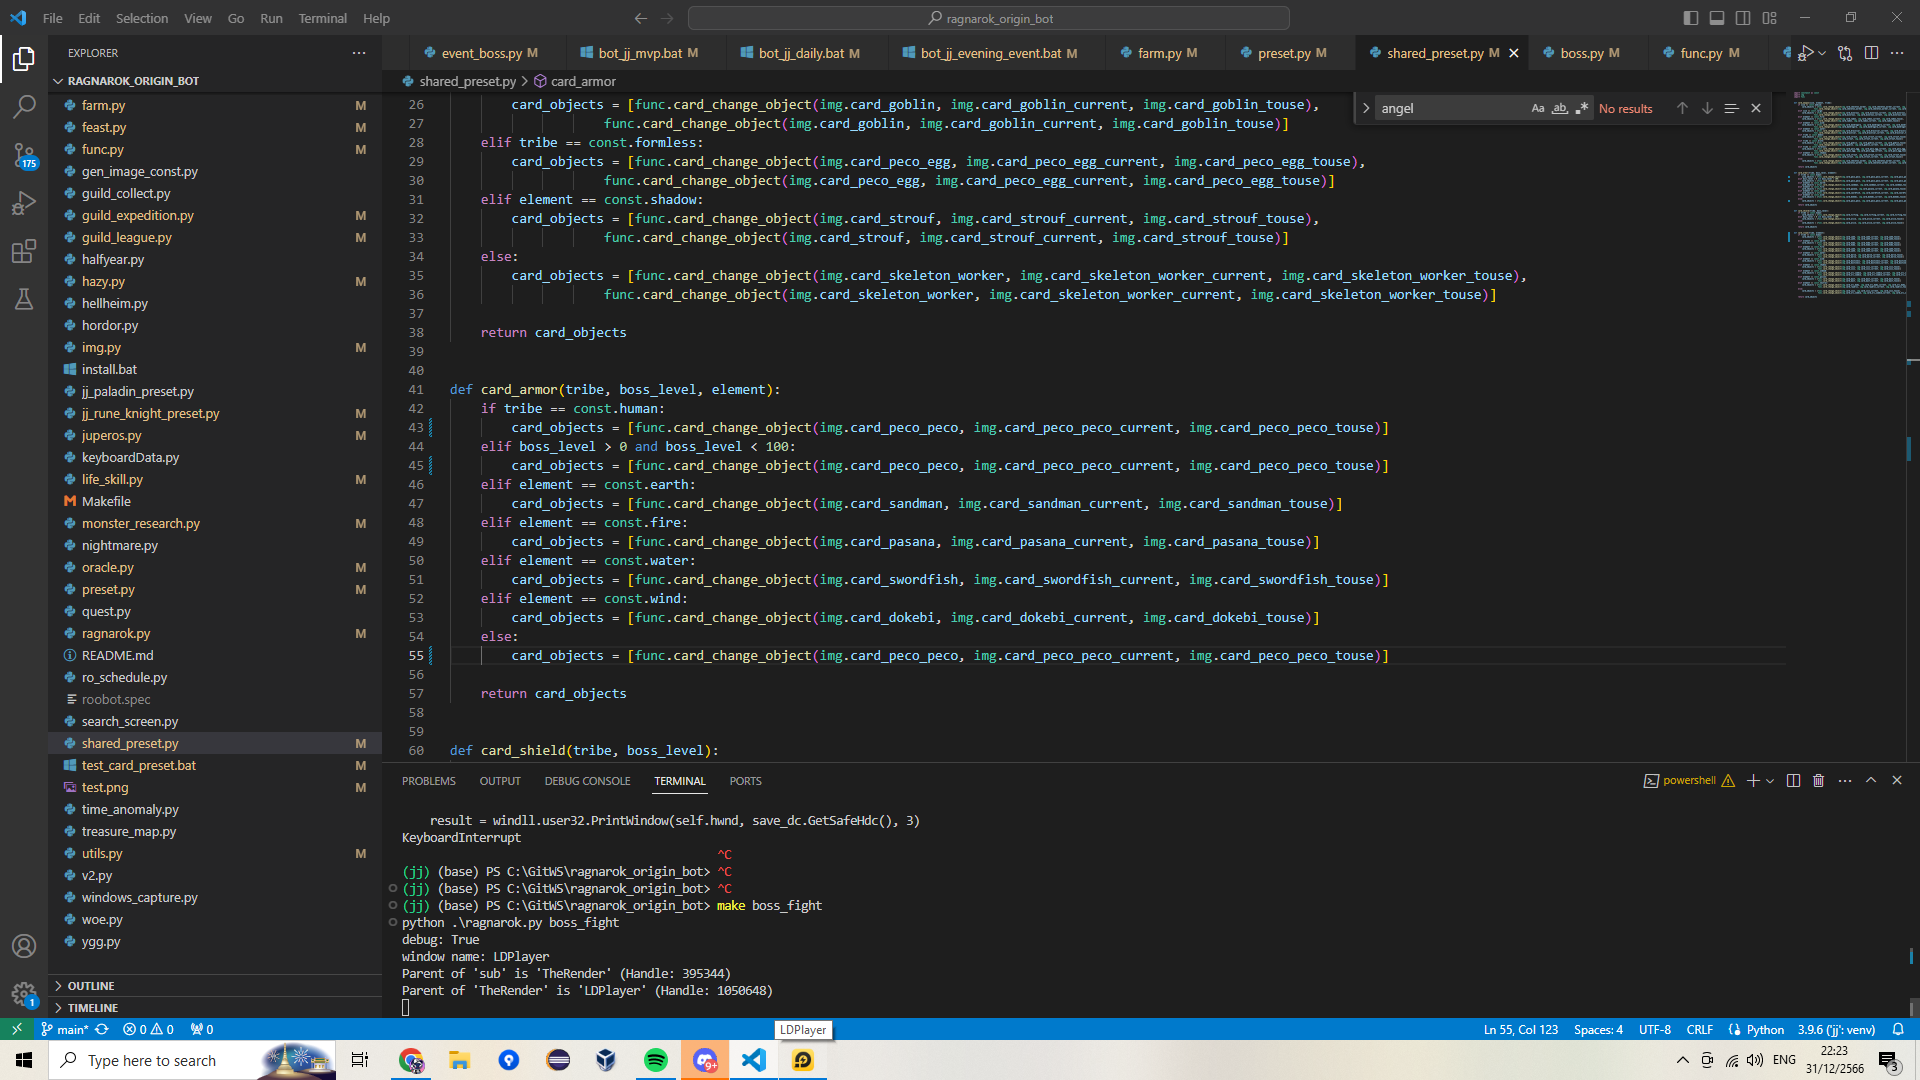 File Edit Selection View Go Run Terminal Help
ragnarok_origin_bot
EXPLORER
RAGNAROK_ORIGIN_BOT
farm.py M
feast.py M
func.py M
gen_image_const.py
guild_collect.py
guild_expedition.py M
guild_league.py M
halfyear.py
hazy.py M
hellheim.py
hordor.py
img.py M
install.bat
jj_paladin_preset.py
jj_rune_knight_preset.py M
juperos.py M
keyboardData.py
life_skill.py M
Makefile
monster_research.py M
nightmare.py
oracle.py M
preset.py M
quest.py
ragnarok.py M
README.md
ro_schedule.py
roobot.spec
search_screen.py
shared_preset.py M
test_card_preset.bat M
test.png M
time_anomaly.py
treasure_map.py
utils.py M
v2.py
windows_capture.py
woe.py
ygg.py
OUTLINE
TIMELINE
175
1
event_boss.py M bot_jj_mvp.bat M bot_jj_daily.bat M bot_jj_evening_event.bat M farm.py M preset.py M shared_preset.py M boss.py M func.py M
shared_preset.py > card_armor
angel Aa ab No results
26 card_objects = [func.card_change_object(img.card_goblin, img.card_goblin_current, img.card_goblin_touse),
27 func.card_change_object(img.card_goblin, img.card_goblin_current, img.card_goblin_touse)]
28 elif tribe == const.formless:
29 card_objects = [func.card_change_object(img.card_peco_egg, img.card_peco_egg_current, img.card_peco_egg_touse),
30 func.card_change_object(img.card_peco_egg, img.card_peco_egg_current, img.card_peco_egg_touse)]
31 elif element == const.shadow:
32 card_objects = [func.card_change_object(img.card_strouf, img.card_strouf_current, img.card_strouf_touse),
33 func.card_change_object(img.card_strouf, img.card_strouf_current, img.card_strouf_touse)]
34 else:
35 card_objects = [func.card_change_object(img.card_skeleton_worker, img.card_skeleton_worker_current, img.card_skeleton_worker_touse),
36 func.card_change_object(img.card_skeleton_worker, img.card_skeleton_worker_current, img.card_skeleton_worker_touse)]
37
38 return card_objects
39
40
41 def card_armor(tribe, boss_level, element):
42 if tribe == const.human:
43 card_objects = [func.card_change_object(img.card_peco_peco, img.card_peco_peco_current, img.card_peco_peco_touse)]
44 elif boss_level > 0 and boss_level < 100:
45 card_objects = [func.card_change_object(img.card_peco_peco, img.card_peco_peco_current, img.card_peco_peco_touse)]
46 elif element == const.earth:
47 card_objects = [func.card_change_object(img.card_sandman, img.card_sandman_current, img.card_sandman_touse)]
48 elif element == const.fire:
49 card_objects = [func.card_change_object(img.card_pasana, img.card_pasana_current, img.card_pasana_touse)]
50 elif element == const.water:
51 card_objects = [func.card_change_object(img.card_swordfish, img.card_swordfish_current, img.card_swordfish_touse)]
52 elif element == const.wind:
53 card_objects = [func.card_change_object(img.card_dokebi, img.card_dokebi_current, img.card_dokebi_touse)]
54 else:
55 card_objects = [func.card_change_object(img.card_peco_peco, img.card_peco_peco_current, img.card_peco_peco_touse)]
56
57 return card_objects
58
59
60 def card_shield(tribe, boss_level):
PROBLEMS OUTPUT DEBUG CONSOLE TERMINAL PORTS
powershell
result = windll.user32.PrintWindow(self.hwnd, save_dc.GetSafeHdc(), 3)
KeyboardInterrupt
^C
(jj) (base) PS C:\GitWS\ragnarok_origin_bot> ^C
(jj) (base) PS C:\GitWS\ragnarok_origin_bot> ^C
(jj) (base) PS C:\GitWS\ragnarok_origin_bot> make boss_fight
python .\ragnarok.py boss_fight
debug: True
window name: LDPlayer
Parent of 'sub' is 'TheRender' (Handle: 395344)
Parent of 'TheRender' is 'LDPlayer' (Handle: 1050648)
main* 0 0 0
LDPlayer
Ln 55, Col 123 Spaces: 4 UTF-8 CRLF Python 3.9.6 ('jj': venv)
Type here to search
9+
ENG
22:23
31/12/2566
3